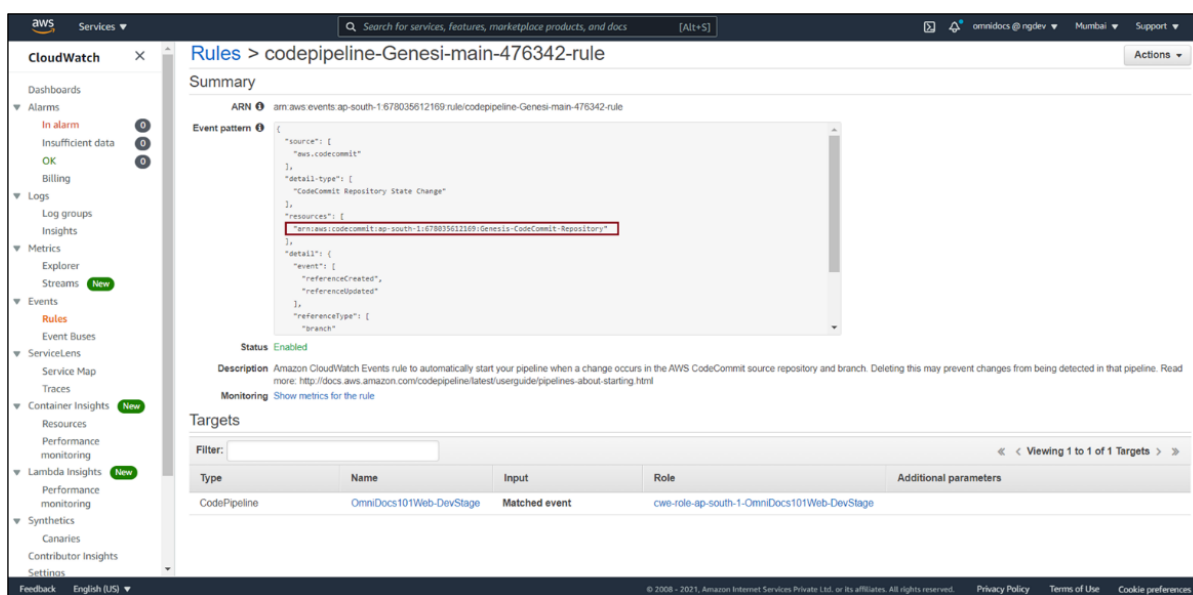 aws Services ▾ Search for services, features, marketplace products, and docs [Alt+S] omnidocs @ ngdev ▾ Mumbai ▾ Support ▾
CloudWatch ×
Dashboards
Alarms
In alarm 0
Insufficient data 0
OK 0
Billing
Logs
Log groups
Insights
Metrics
Explorer
Streams New
Events
Rules
Event Buses
ServiceLens
Service Map
Traces
Container Insights New
Resources
Performance
monitoring
Lambda Insights New
Performance
monitoring
Synthetics
Canaries
Contributor Insights
Settings
Rules > codepipeline-Genesi-main-476342-rule
Actions ▾
Summary
ARN arn:aws:events:ap-south-1:678035612169:rule/codepipeline-Genesi-main-476342-rule
Event pattern {
"source": [
"aws.codecommit"
],
"detail-type": [
"CodeCommit Repository State Change"
],
"resources": [
"arn:aws:codecommit:ap-south-1:678035612169:Genesis-CodeCommit-Repository"
],
"detail": {
"event": [
"referenceCreated",
"referenceUpdated"
],
"referenceType": [
"branch"
Status Enabled
Description Amazon CloudWatch Events rule to automatically start your pipeline when a change occurs in the AWS CodeCommit source repository and branch. Deleting this may prevent changes from being detected in that pipeline. Read
more: http://docs.aws.amazon.com/codepipeline/latest/userguide/pipelines-about-starting.html
Monitoring Show metrics for the rule
Targets
Filter: « < Viewing 1 to 1 of 1 Targets > »
Type Name Input Role Additional parameters
CodePipeline OmniDocs101Web-DevStage Matched event cwe-role-ap-south-1-OmniDocs101Web-DevStage
Feedback English (US) ▾ © 2008 - 2021, Amazon Internet Services Private Ltd. or its affiliates. All rights reserved. Privacy Policy Terms of Use Cookie preferences